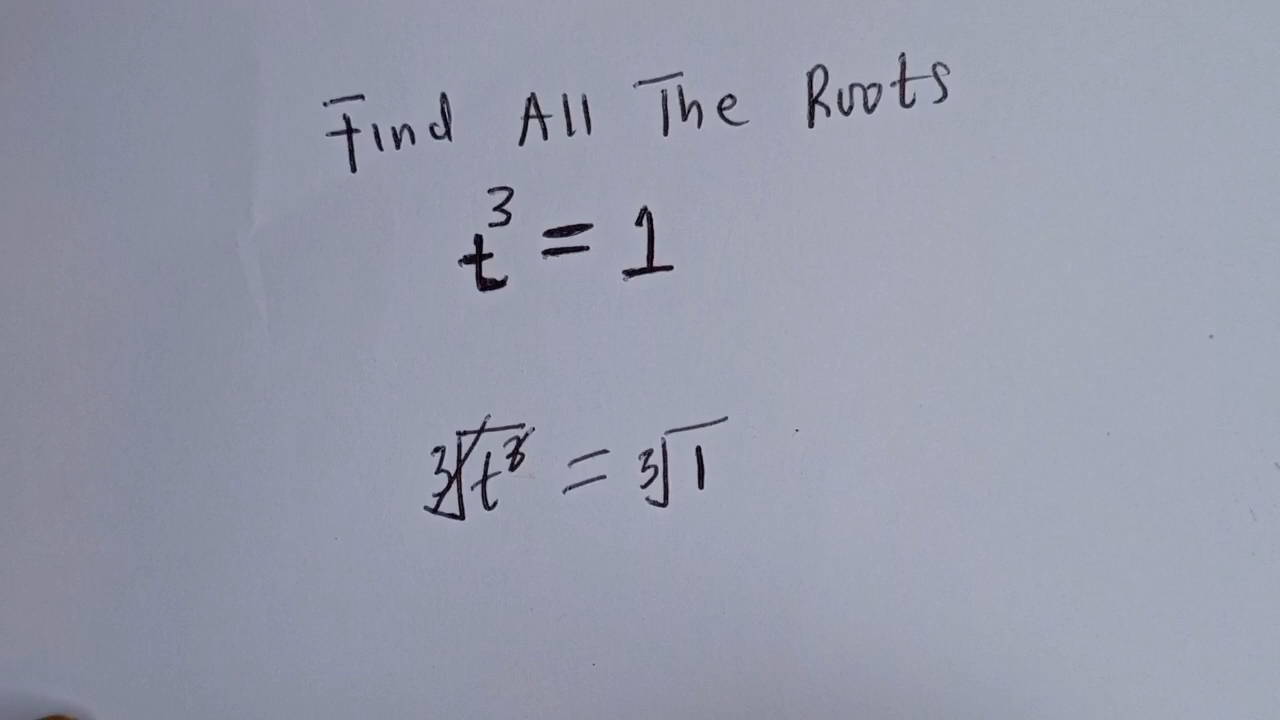 Find All The Roots
t³ = 1
∛t³ = ∛1